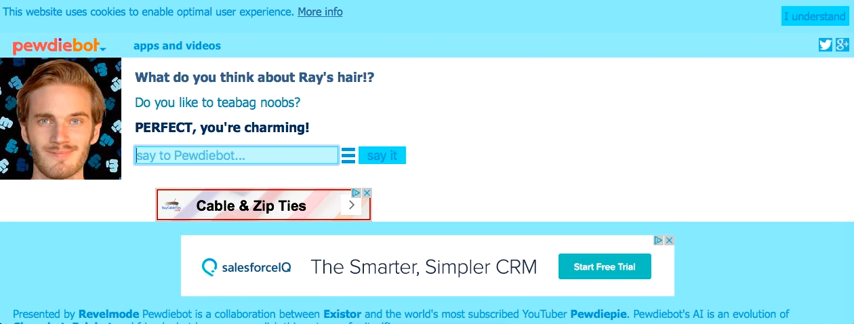 This website uses cookies to enable optimal user experience. More info
I understand
pewdiebot
apps and videos
What do you think about Ray's hair!?
Do you like to teabag noobs?
PERFECT, you're charming!
say to Pewdiebot...
say it
Cable & Zip Ties
salesforceIQ The Smarter, Simpler CRM Start Free Trial
Presented by Revelmode Pewdiebot is a collaboration between Existor and the world's most subscribed YouTuber Pewdiepie. Pewdiebot's AI is an evolution of